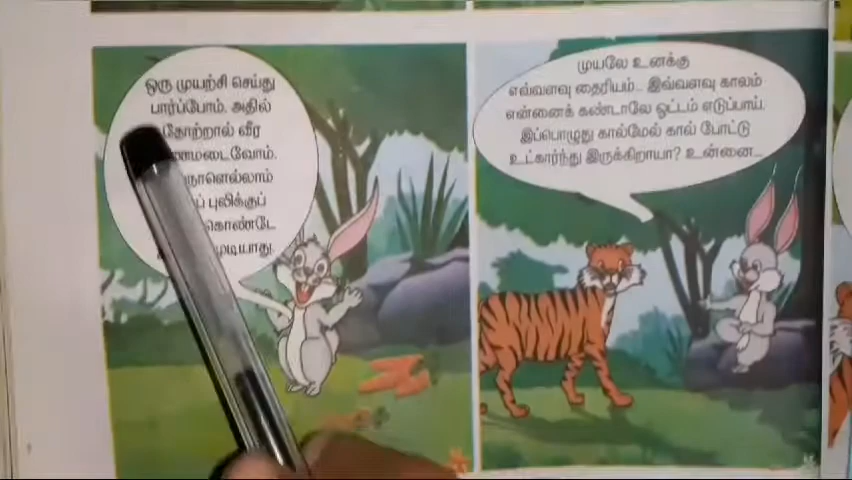 ஒரு முயற்சி செய்து
பார்ப்போம். அதில்
தோற்றால் வீர
மடைவோம்.
புலிக்குப்
கொண்டே
முடியாது.
முயலே உனக்கு
எவ்வளவு தைரியம்.. இவ்வளவு காலம்
என்னைக் கண்டாலே ஓட்டம் எடுப்பாய்.
இப்பொழுது கால்மேல் கால் போட்டு
உட்கார்ந்து இருக்கிறாயா? உன்னை...